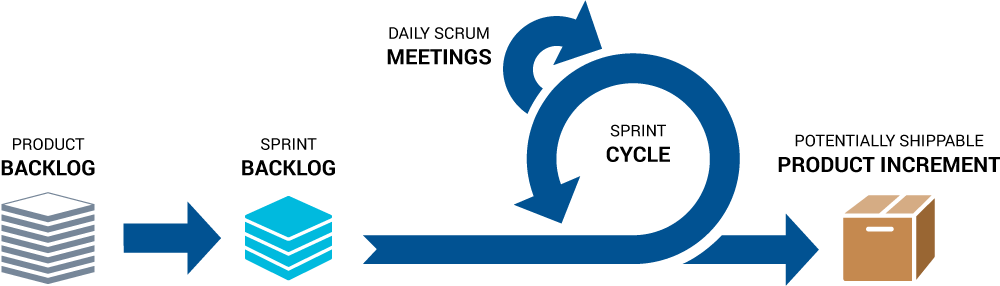 DAILY SCRUM
MEETINGS
PRODUCT
BACKLOG
SPRINT
BACKLOG
SPRINT
CYCLE
POTENTIALLY SHIPPABLE
PRODUCT INCREMENT